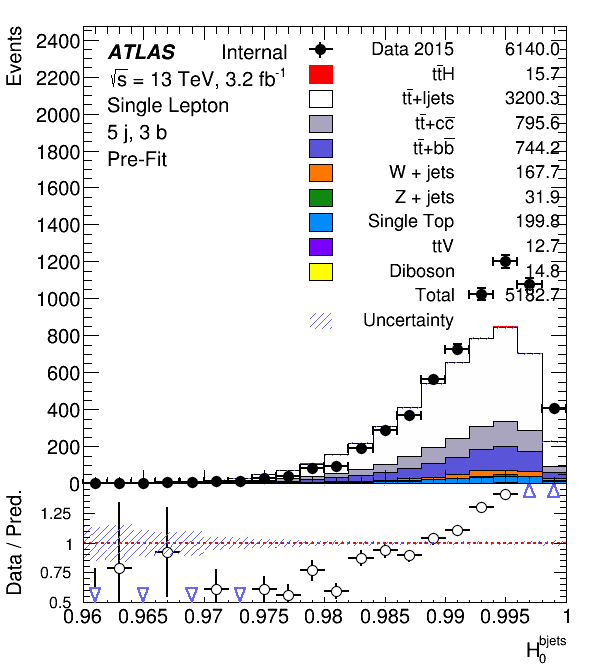 Events
2400
2200
2000
1800
1600
1400
1200
1000
800
600
400
200
0
ATLAS Internal
√s = 13 TeV, 3.2 fb⁻¹
Single Lepton
5 j, 3 b
Pre-Fit
Data 2015 6140.0
tt̄H 15.7
tt̄+ljets 3200.3
tt̄+cc̄ 795.6
tt̄+bb̄ 744.2
W + jets 167.7
Z + jets 31.9
Single Top 199.8
ttV 12.7
Diboson 14.8
Total 5182.7
Uncertainty
Data / Pred.
1.25
1
0.75
0.5
0.96 0.965 0.97 0.975 0.98 0.985 0.99 0.995 1
H₀ᵇʲᵉᵗˢ